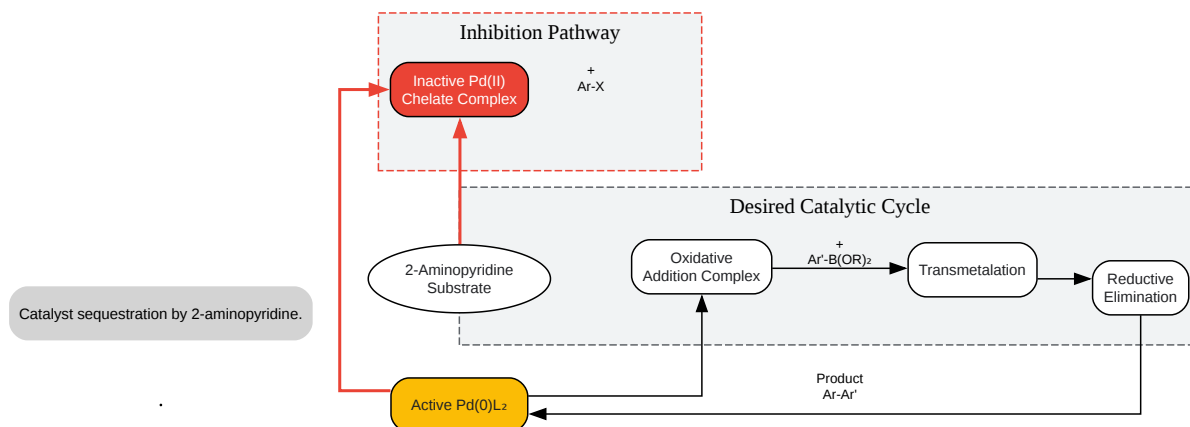 Inhibition Pathway
Inactive Pd(II)
Chelate Complex
+
Ar-X
Desired Catalytic Cycle
2-Aminopyridine
Substrate
Oxidative
Addition Complex
+
Ar'-B(OR)₂
Transmetalation
Reductive
Elimination
Catalyst sequestration by 2-aminopyridine.
.
Active Pd(0)L₂
Product
Ar-Ar'